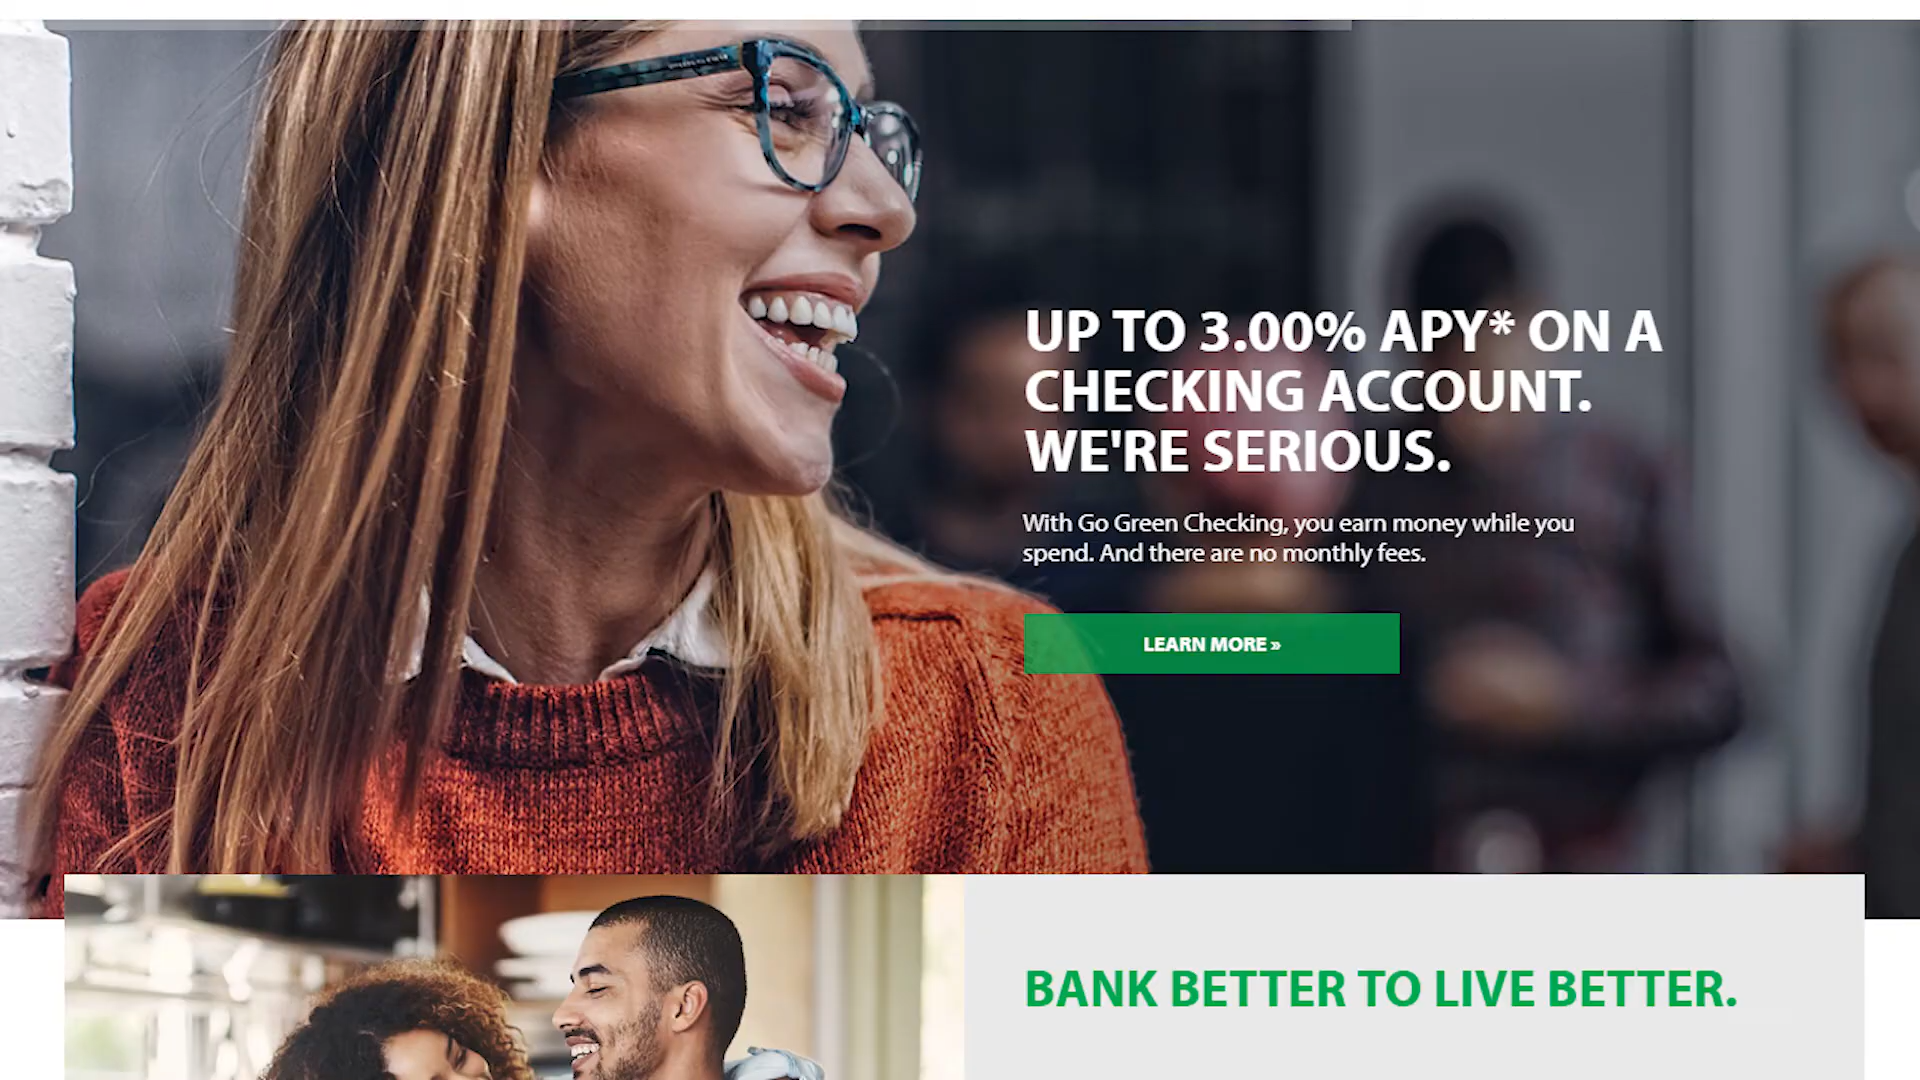 UP TO 3.00% APY* ON A
CHECKING ACCOUNT.
WE'RE SERIOUS.
With Go Green Checking, you earn money while you
spend. And there are no monthly fees.
LEARN MORE »
BANK BETTER TO LIVE BETTER.